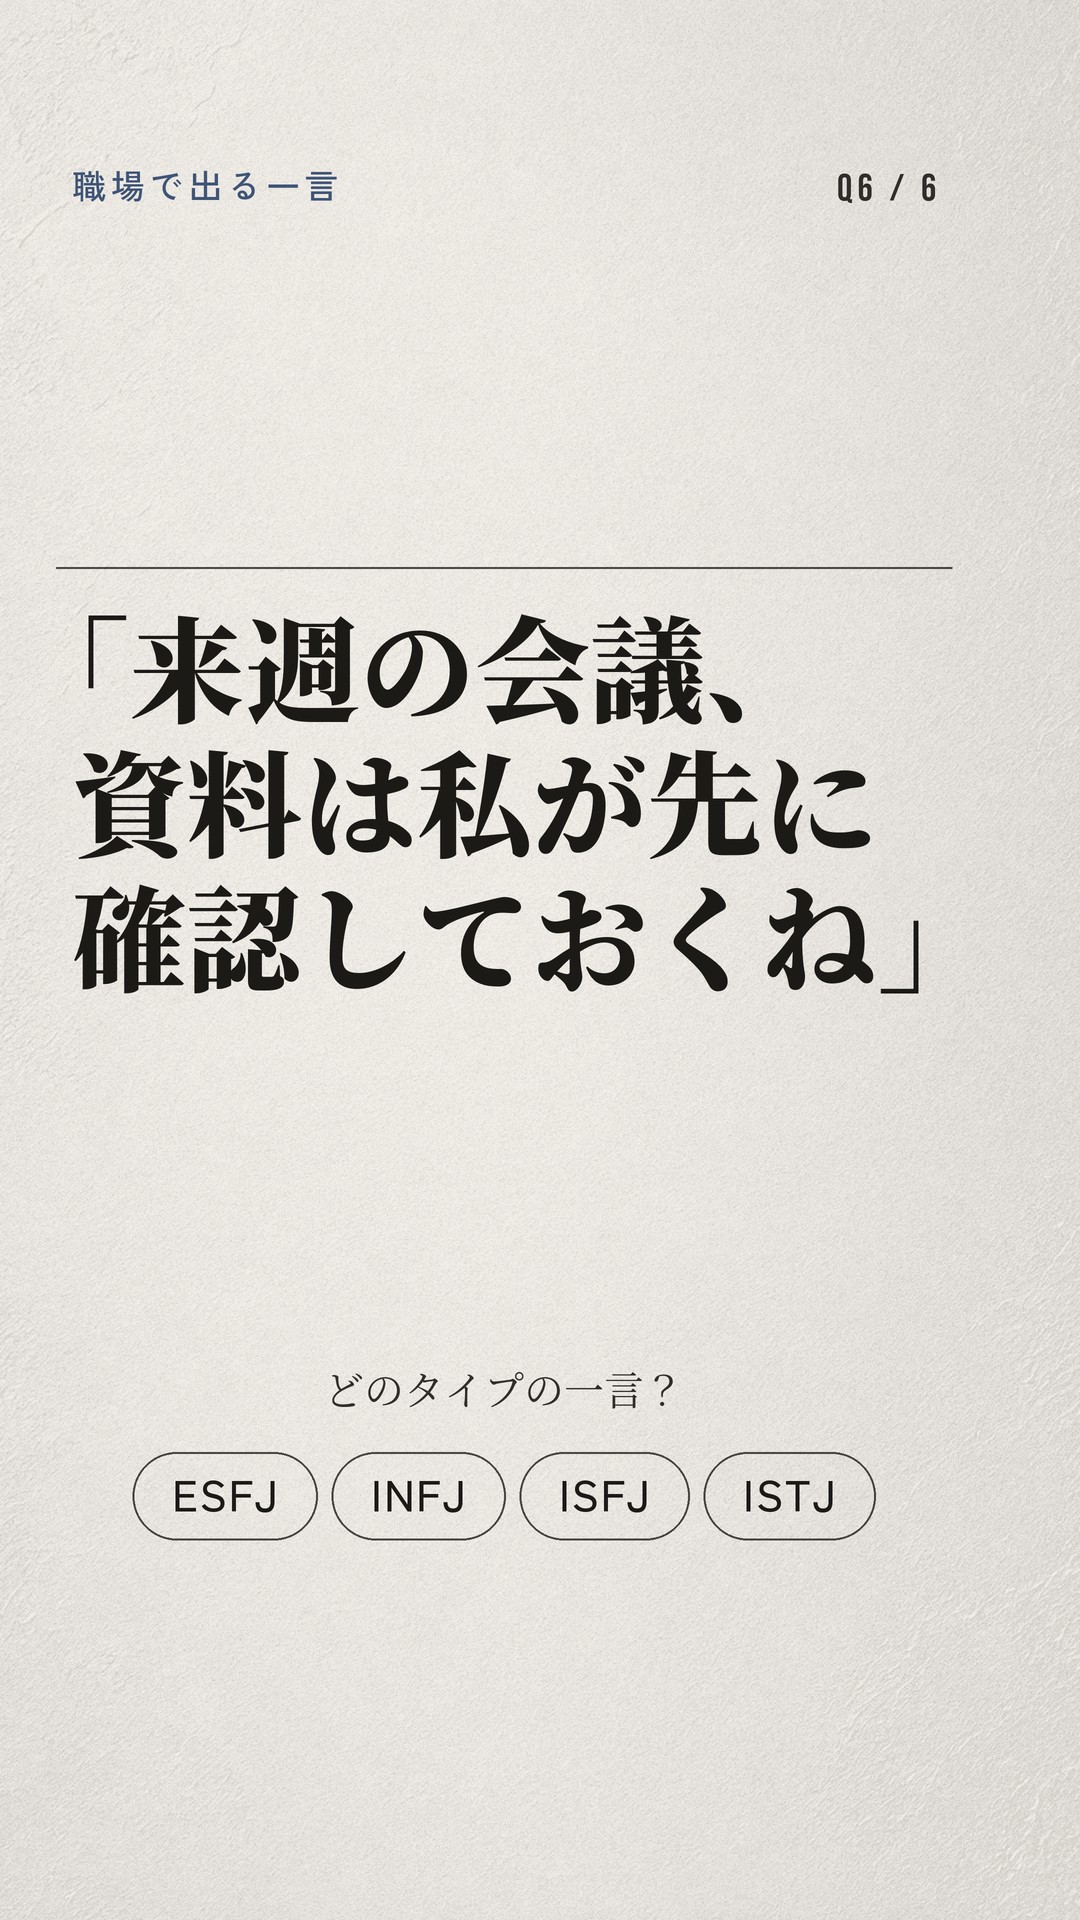 職場で出る一言
Q6 / 6
「来週の会議、
資料は私が先に
確認しておくね」
どのタイプの一言？
ESFJ INFJ ISFJ ISTJ